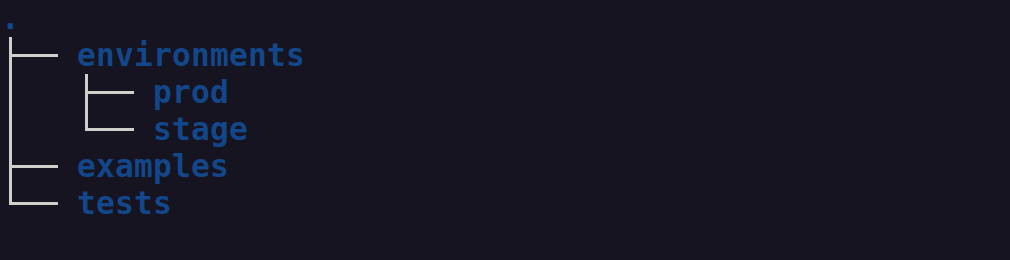 .
├── environments
│   ├── prod
│   └── stage
├── examples
└── tests